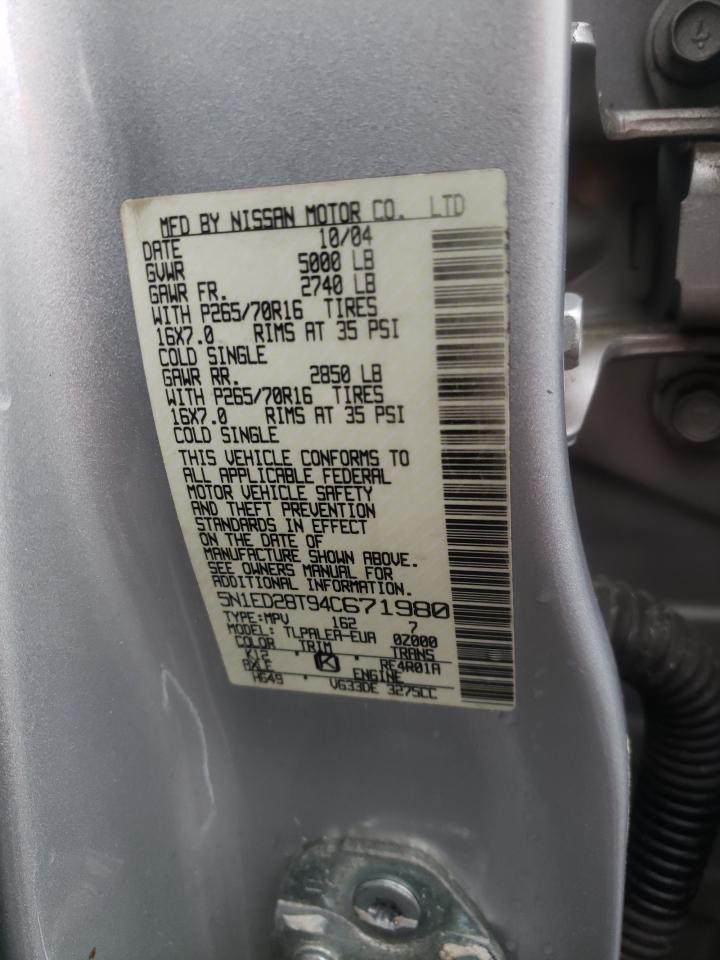 MFD BY NISSAN MOTOR CO. LTD
DATE 10/04
GVWR 5000 LB
GAWR FR. 2740 LB
WITH P265/70R16 TIRES
16X7.0 RIMS AT 35 PSI
COLD SINGLE
GAWR RR. 2850 LB
WITH P265/70R16 TIRES
16X7.0 RIMS AT 35 PSI
COLD SINGLE
THIS VEHICLE CONFORMS TO
ALL APPLICABLE FEDERAL
MOTOR VEHICLE SAFETY
AND THEFT PREVENTION
STANDARDS IN EFFECT
ON THE DATE OF
MANUFACTURE SHOWN ABOVE.
SEE OWNERS MANUAL FOR
ADDITIONAL INFORMATION.
5N1ED28T94C671980
TYPE:MPV 162 7
MODEL: TLPALEA-EUA 0Z000
COLOR TRIM TRANS
K12 · K RE4R01A
AXLE ENGINE
H649 · VG33DE 3275CC
4